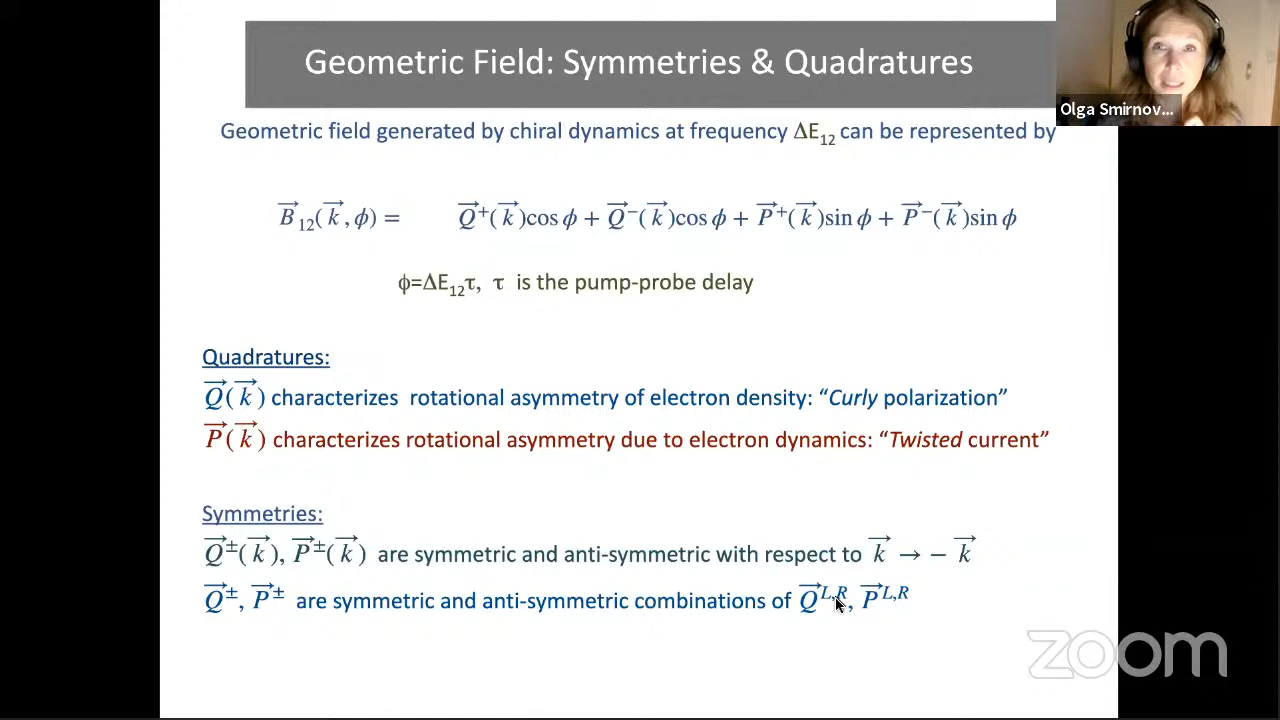 Geometric Field: Symmetries & Quadratures
Olga Smirnov...
Geometric field generated by chiral dynamics at frequency ΔE₁₂ can be represented by
B⃗₁₂(k⃗, ϕ) = Q⃗⁺(k⃗)cos ϕ + Q⃗⁻(k⃗)cos ϕ + P⃗⁺(k⃗)sin ϕ + P⃗⁻(k⃗)sin ϕ
ϕ=ΔE₁₂τ, τ is the pump-probe delay
Quadratures:
Q⃗(k⃗) characterizes rotational asymmetry of electron density: “Curly polarization”
P⃗(k⃗) characterizes rotational asymmetry due to electron dynamics: “Twisted current”
Symmetries:
Q⃗±(k⃗), P⃗±(k⃗) are symmetric and anti-symmetric with respect to k⃗ → − k⃗
Q⃗±, P⃗± are symmetric and anti-symmetric combinations of Q⃗ᴸ,ᴿ, P⃗ᴸ,ᴿ
zoom